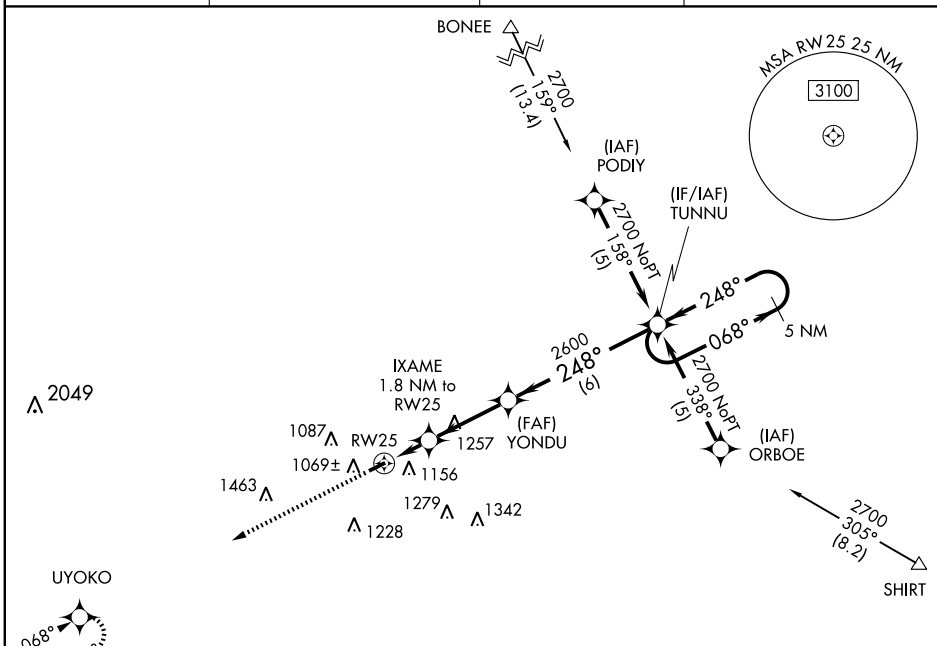 BONEE
2700
159°
(13.4)
MSA RW25 25 NM
3100
(IAF)
PODIY
2700 NoPT
158°
(5)
(IF/IAF)
TUNNU
248°
068°
5 NM
2600
248°
(6)
2700 NoPT
338°
(5)
(IAF)
ORBOE
IXAME
1.8 NM to
RW25
(FAF)
YONDU
2049
1087
RW25
1257
1069±
1156
1463
1279
1342
1228
2700
305°
(8.2)
SHIRT
UYOKO
068°